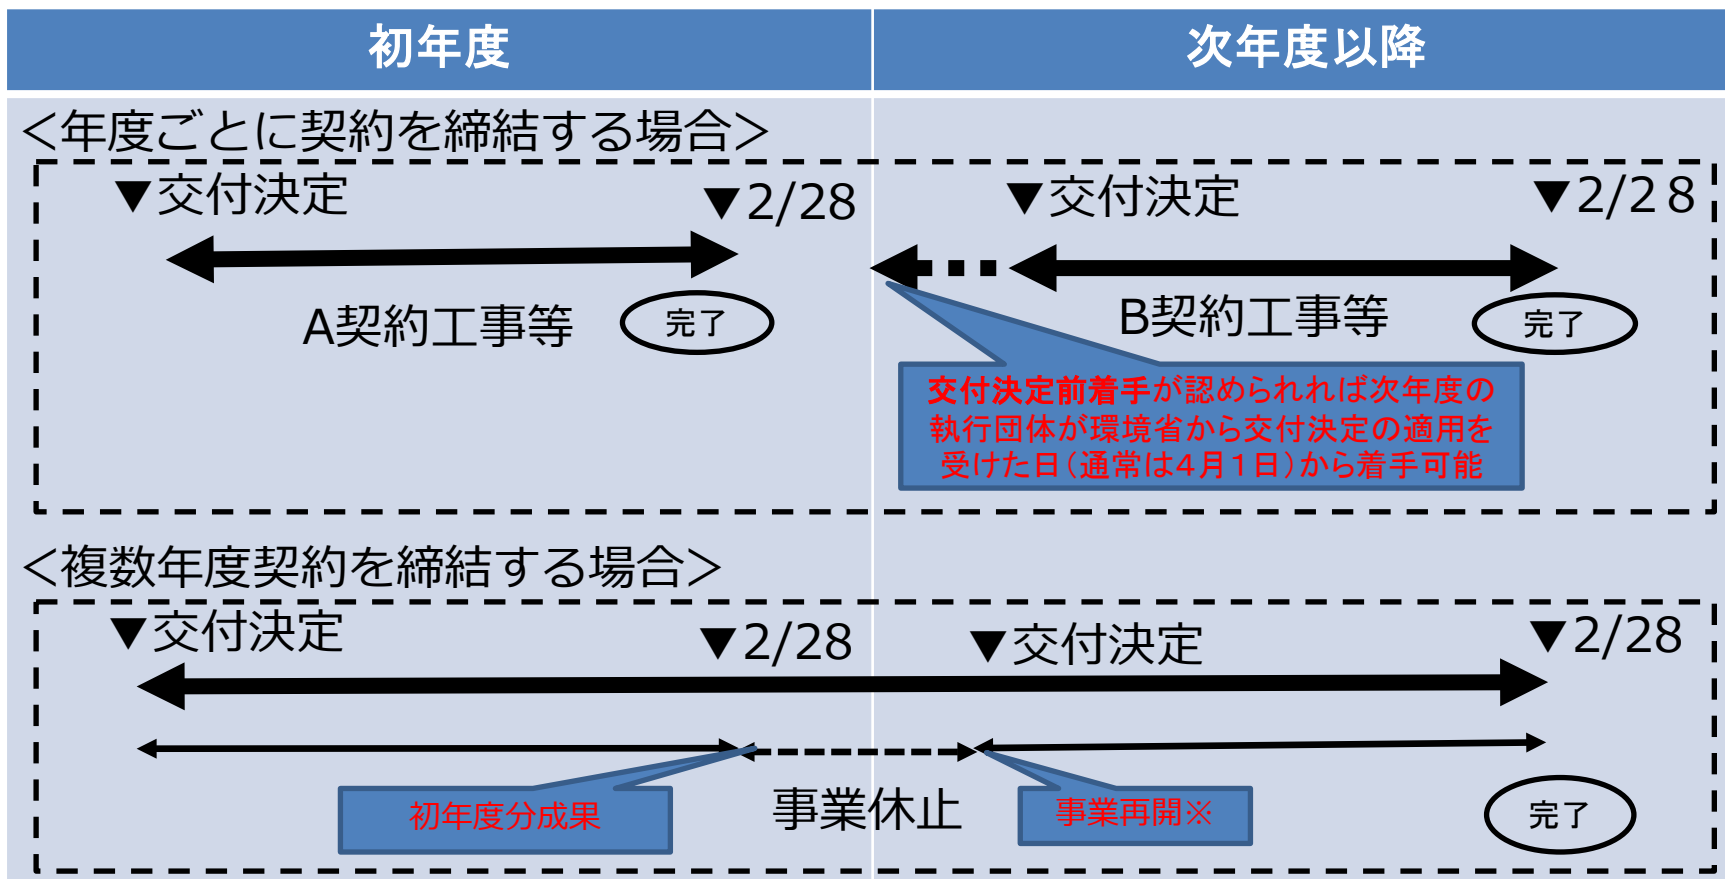 初年度
次年度以降
＜年度ごとに契約を締結する場合＞
▼交付決定
▼2/28
▼交付決定
▼2/28
A契約工事等
完了
B契約工事等
完了
交付決定前着手が認められれば次年度の
執行団体が環境省から交付決定の適用を
受けた日（通常は４月１日）から着手可能
＜複数年度契約を締結する場合＞
▼交付決定
▼2/28
▼交付決定
▼2/28
初年度分成果
事業休止
事業再開※
完了